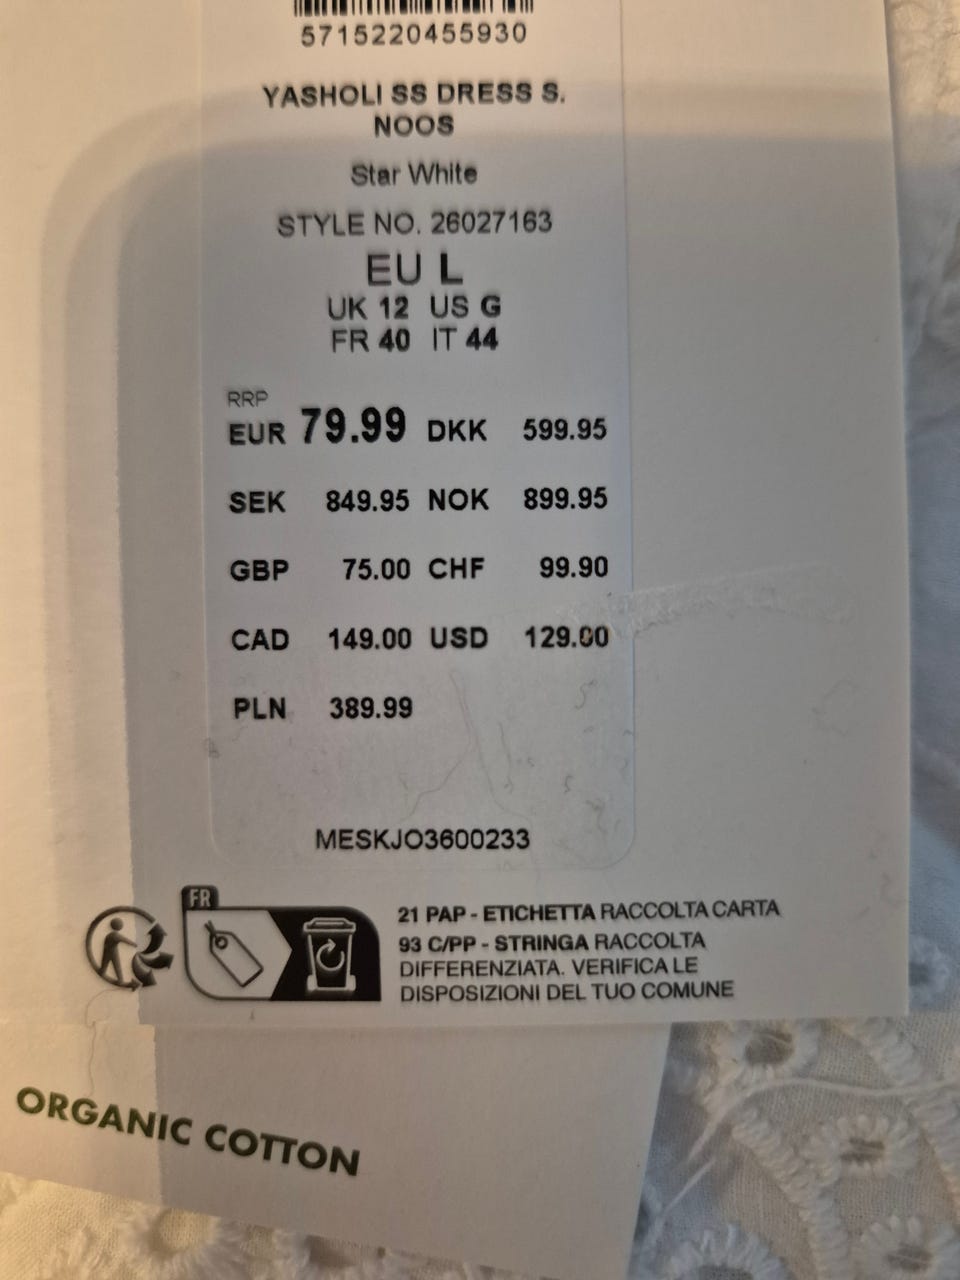 5715220455930
YASHOLI SS DRESS S.
NOOS
Star White
STYLE NO. 26027163
EU L
UK 12 US G
FR 40 IT 44
RRP
EUR 79.99 DKK 599.95
SEK 849.95 NOK 899.95
GBP 75.00 CHF 99.90
CAD 149.00 USD 129.00
PLN 389.99
MESKJO3600233
FR
21 PAP - ETICHETTA RACCOLTA CARTA
93 C/PP - STRINGA RACCOLTA
DIFFERENZIATA. VERIFICA LE
DISPOSIZIONI DEL TUO COMUNE
ORGANIC COTTON